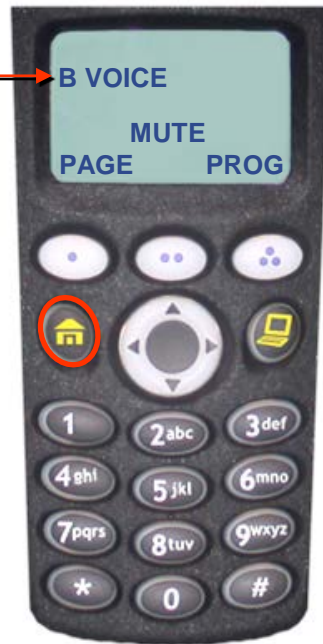 B VOICE
MUTE
PAGE PROG
1 2abc 3def
4ghi 5jkl 6mno
7pqrs 8tuv 9wxyz
* 0 #